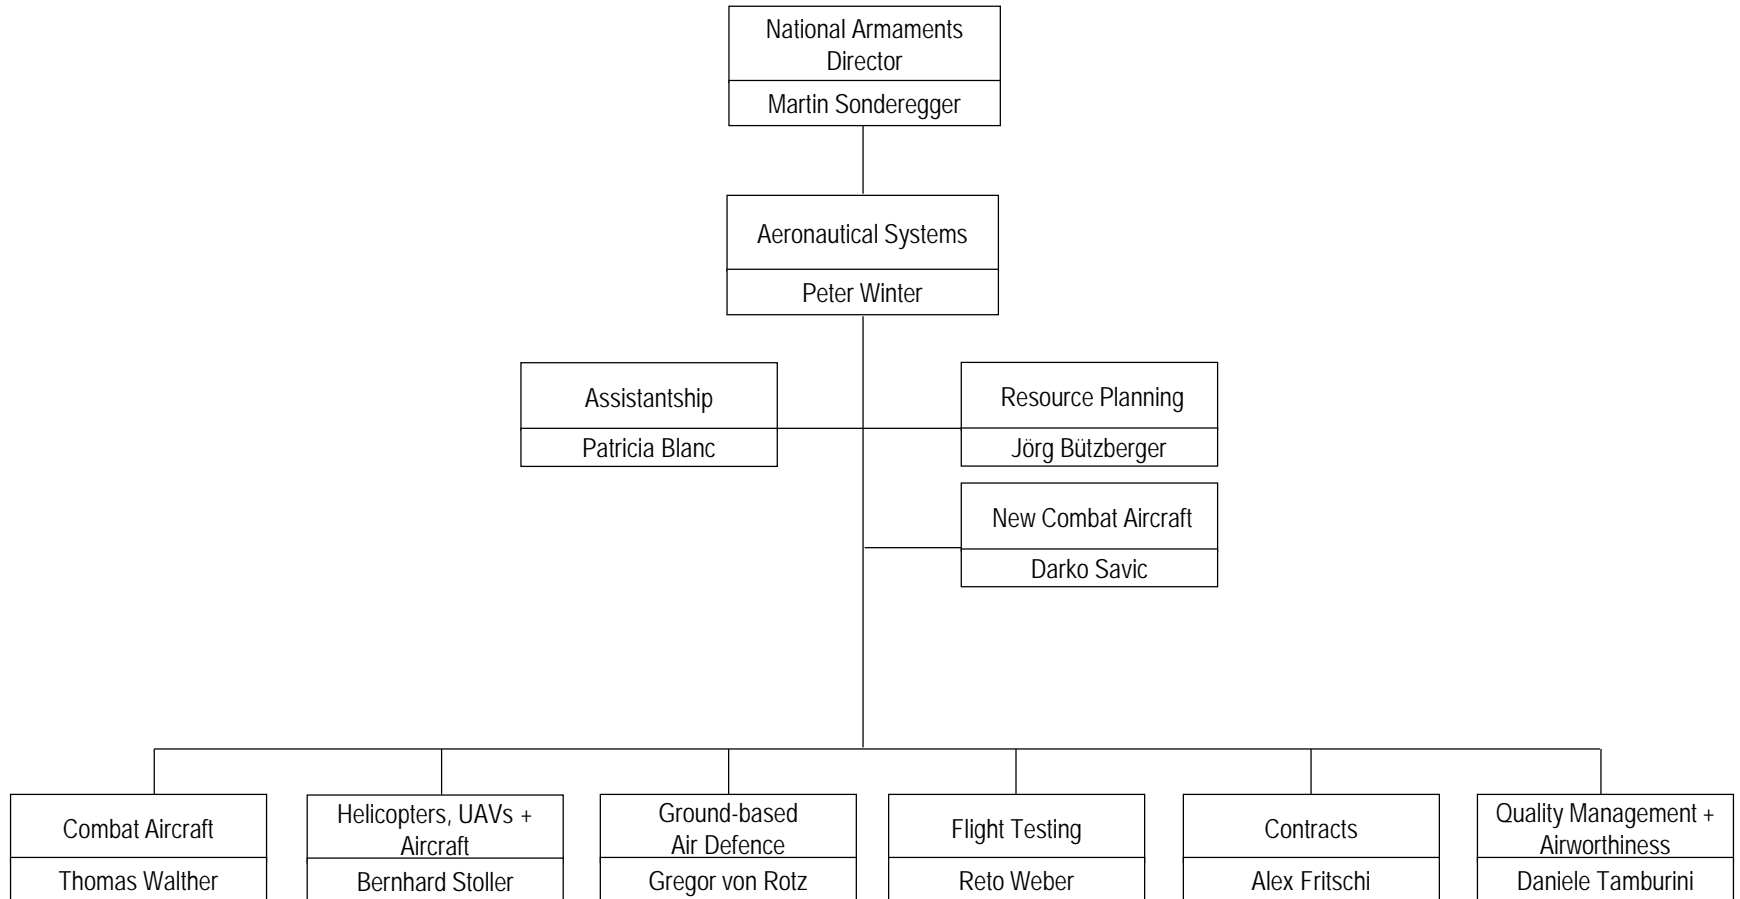 National Armaments
Director
Martin Sonderegger
Aeronautical Systems
Peter Winter
Assistantship
Patricia Blanc
Resource Planning
Jörg Bützberger
New Combat Aircraft
Darko Savic
Combat Aircraft
Thomas Walther
Helicopters, UAVs +
Aircraft
Bernhard Stoller
Ground-based
Air Defence
Gregor von Rotz
Flight Testing
Reto Weber
Contracts
Alex Fritschi
Quality Management +
Airworthiness
Daniele Tamburini